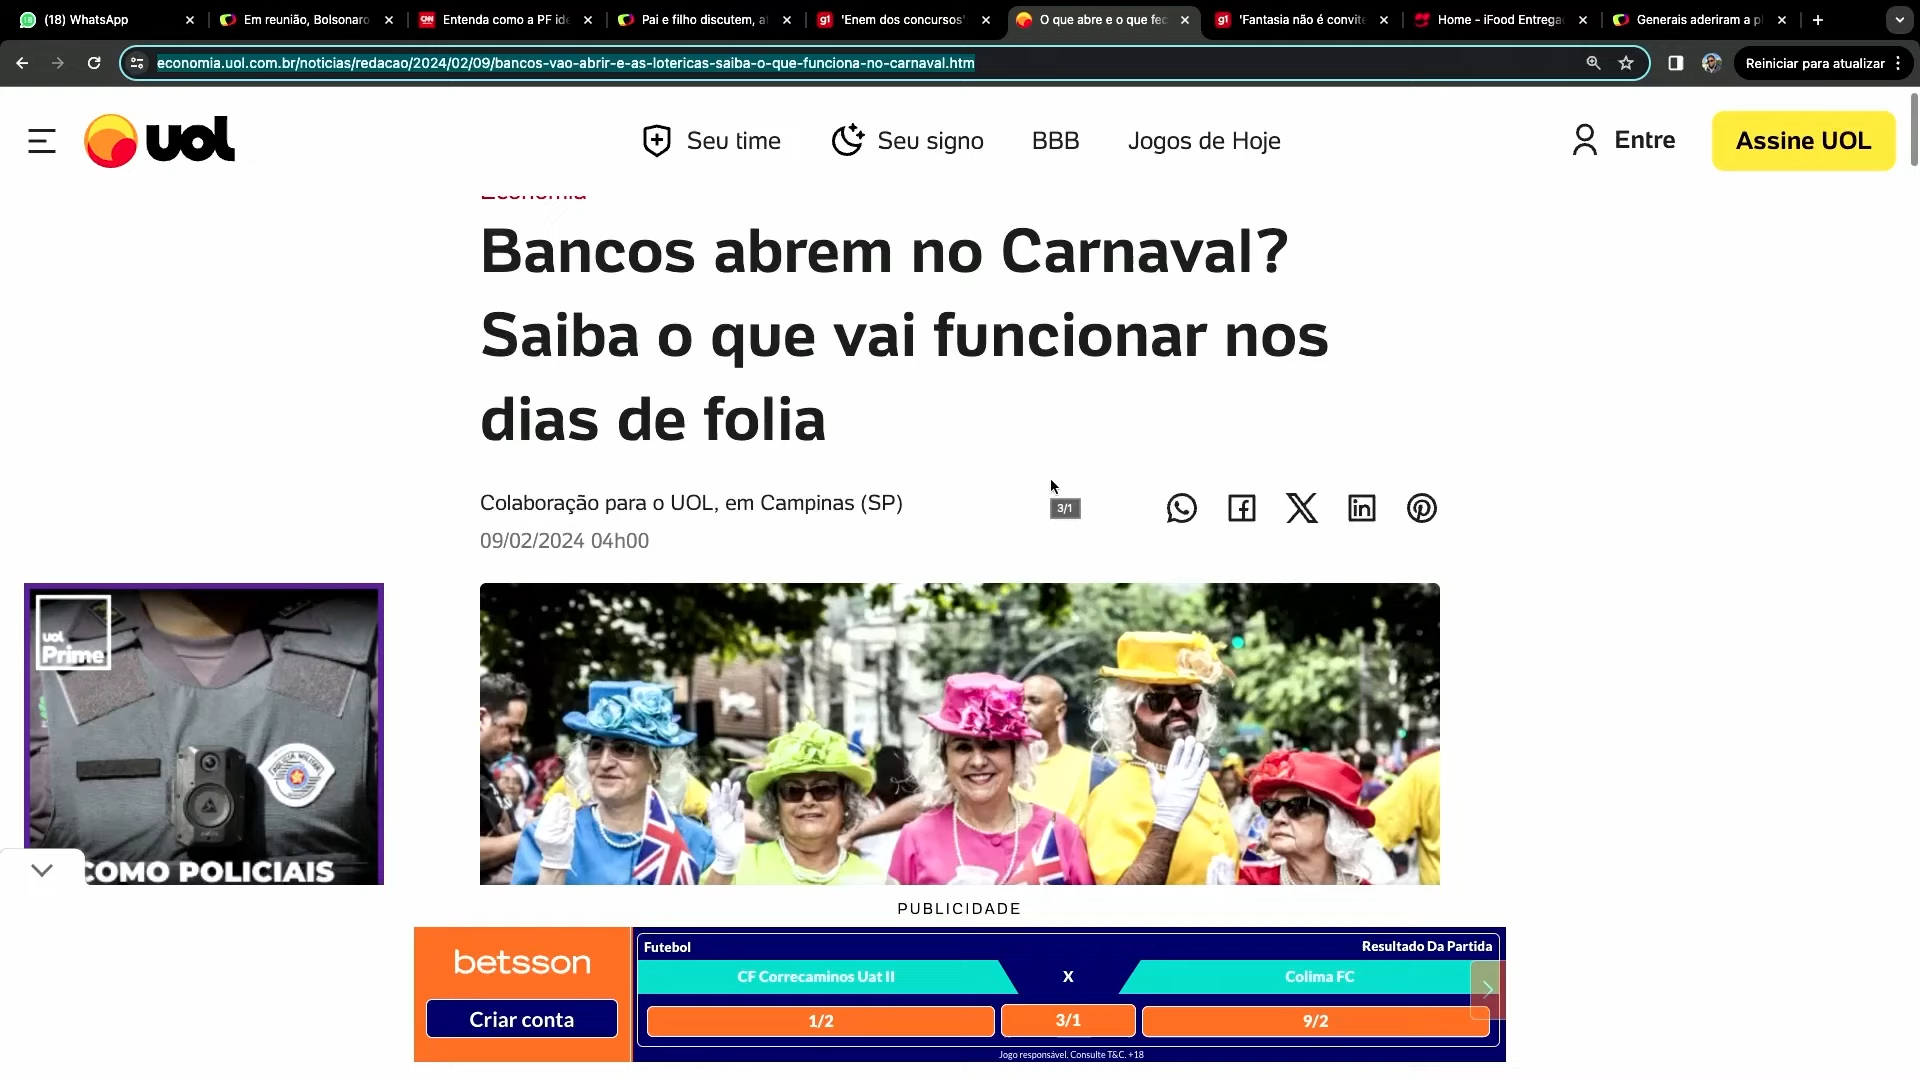 (18) WhatsApp
Em reunião, Bolsonaro
Entenda como a PF ide
Pai e filho discutem, a
'Enem dos concursos'
O que abre e o que fec
'Fantasia não é convite
Home - iFood Entrega
Generais aderiram a p
economia.uol.com.br/noticias/redacao/2024/02/09/bancos-vao-abrir-e-as-lotericas-saiba-o-que-funciona-no-carnaval.htm
Reiniciar para atualizar
uol
Seu time
Seu signo
BBB
Jogos de Hoje
Entre
Assine UOL
Economia
Bancos abrem no Carnaval?
Saiba o que vai funcionar nos
dias de folia
Colaboração para o UOL, em Campinas (SP)
09/02/2024 04h00
3/1
uol
Prime
COMO POLICIAIS
PUBLICIDADE
betsson
Criar conta
Futebol
Resultado Da Partida
CF Correcaminos Uat II
X
Colima FC
1/2
3/1
9/2
Jogo responsável. Consulte T&C. +18